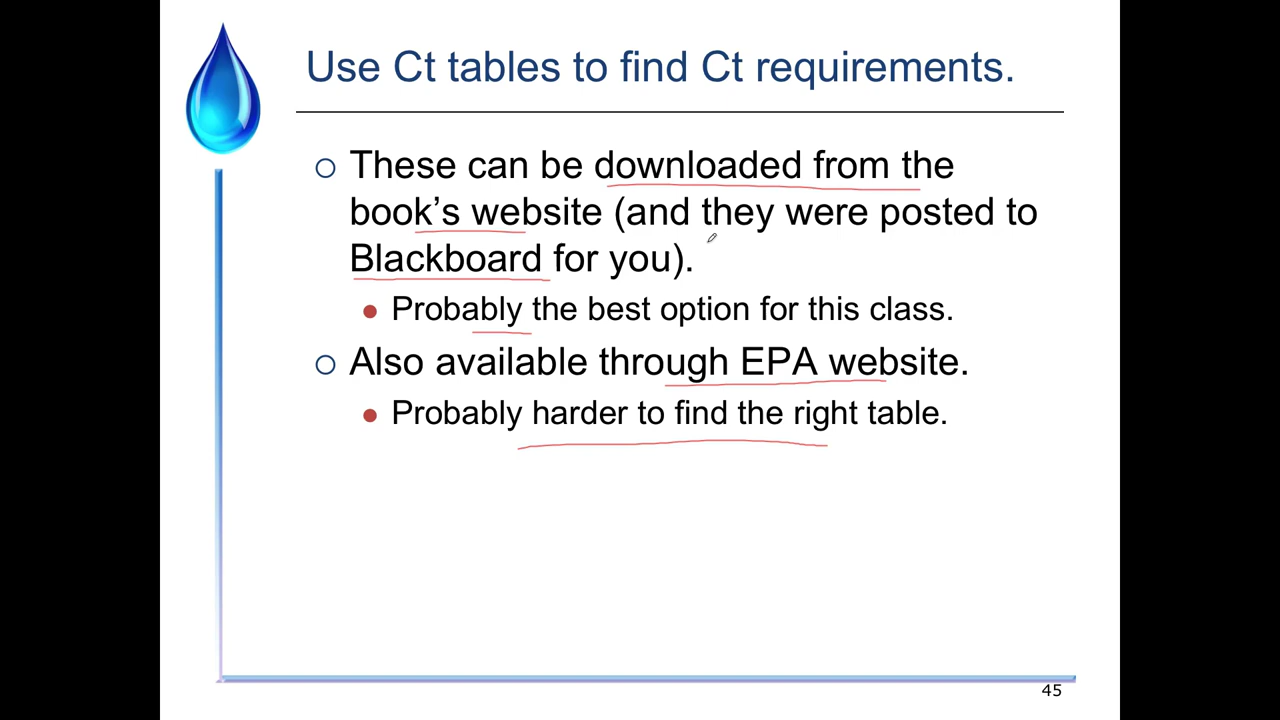 Use Ct tables to find Ct requirements.
These can be downloaded from the
book’s website (and they were posted to
Blackboard for you).
Probably the best option for this class.
Also available through EPA website.
Probably harder to find the right table.
45